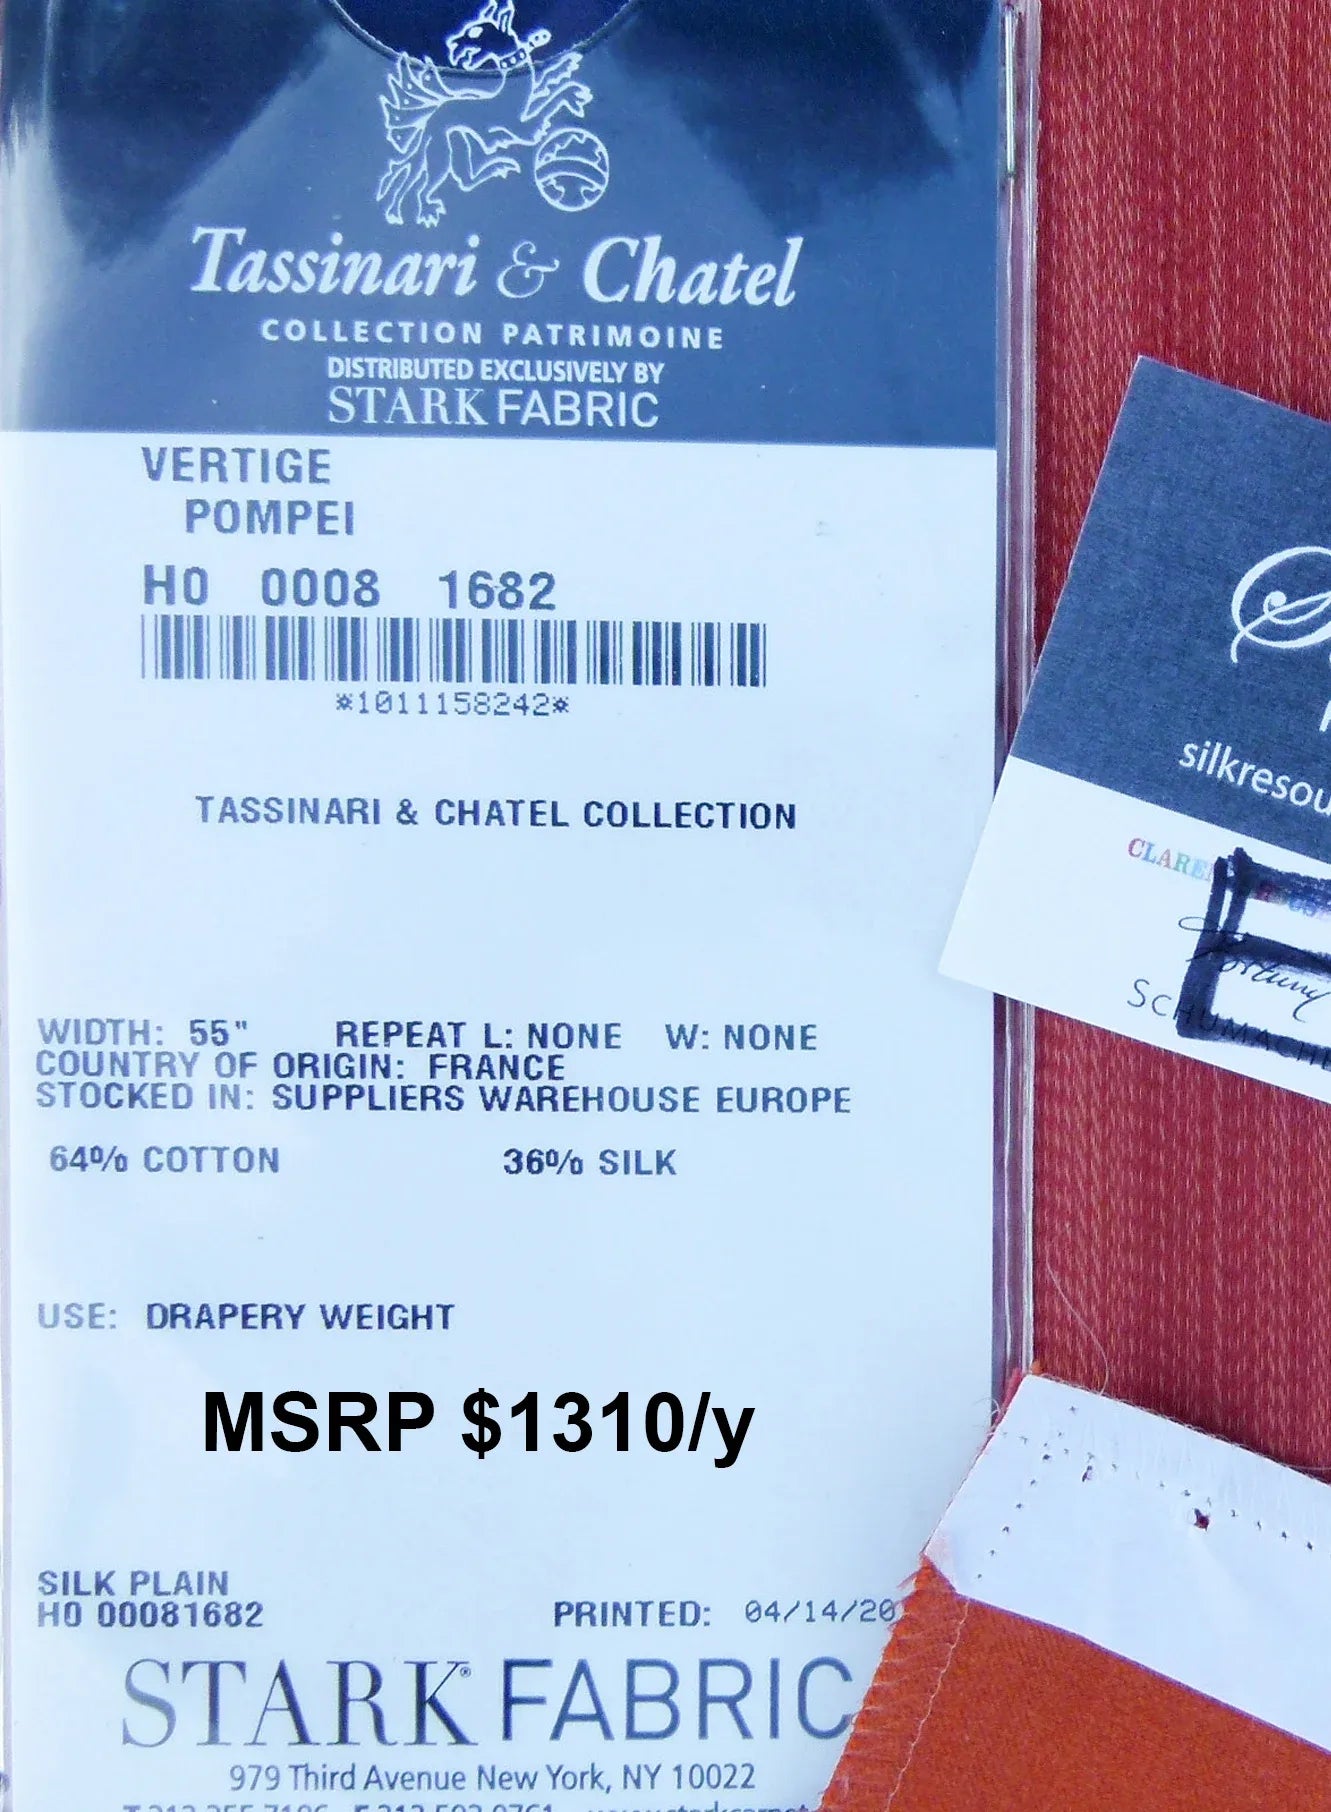 Tassinari & Chatel
COLLECTION PATRIMOINE
DISTRIBUTED EXCLUSIVELY BY
STARK FABRIC
VERTIGE
POMPEI
H0 0008 1682
*1011158242*
TASSINARI & CHATEL COLLECTION
WIDTH: 55" REPEAT L: NONE W: NONE
COUNTRY OF ORIGIN: FRANCE
STOCKED IN: SUPPLIERS WAREHOUSE EUROPE
64% COTTON 36% SILK
USE: DRAPERY WEIGHT
MSRP $1310/y
SILK PLAIN
H0 00081682
PRINTED: 04/14/20
STARK FABRIC
979 Third Avenue New York, NY 10022
silkresou
CLARE
Fortuny
SCHUMACHE